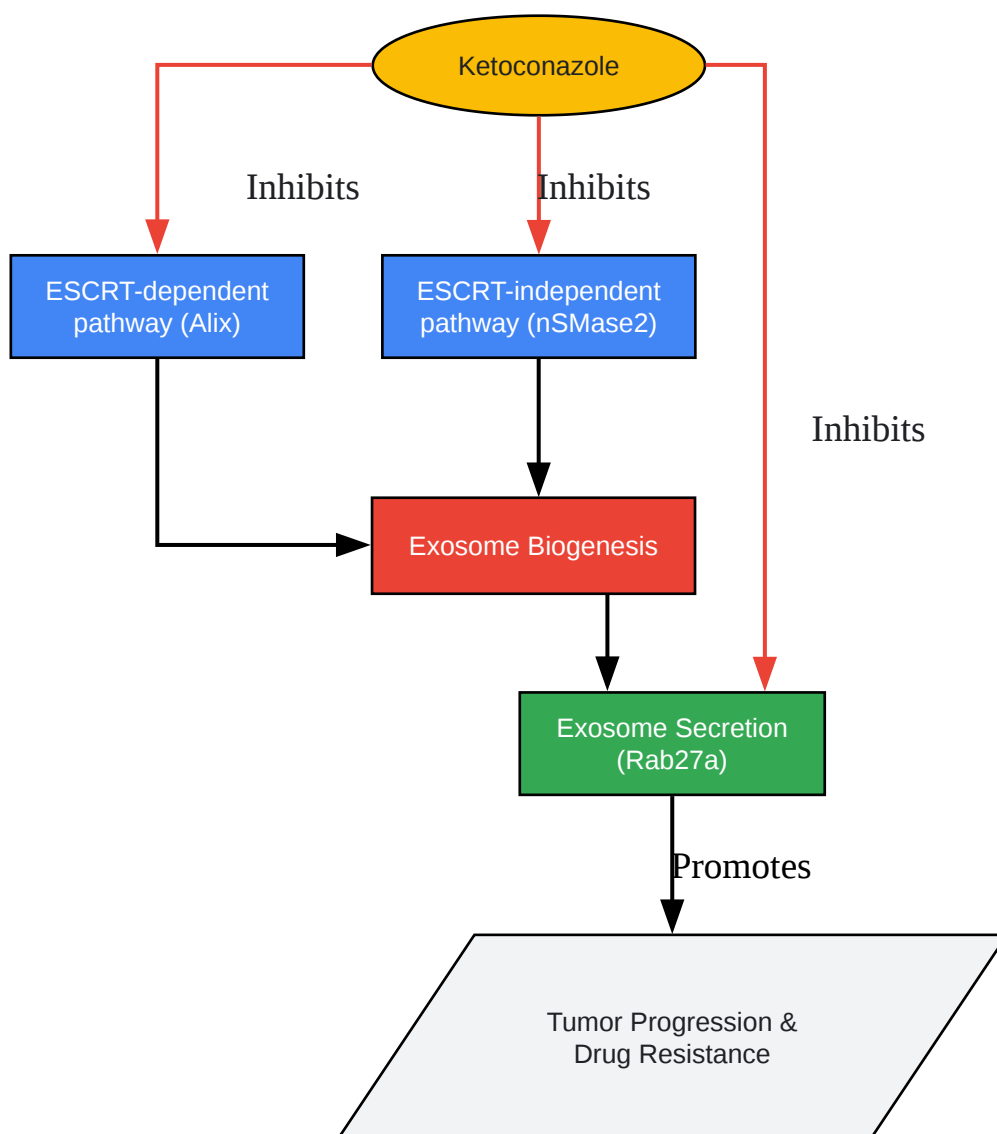 Ketoconazole
Inhibits
Inhibits
ESCRT-dependent
pathway (Alix)
ESCRT-independent
pathway (nSMase2)
Inhibits
Exosome Biogenesis
Exosome Secretion
(Rab27a)
Promotes
Tumor Progression &
Drug Resistance